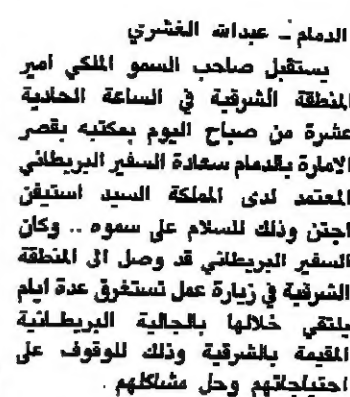 الدمام ـ عبدالله الغشري
يستقبل صاحب السمو الملكي امير
المنطقة الشرقية في الساعة الحادية
عشرة من صباح اليوم بمكتبه بقصر
الامارة بالدمام سعادة السفير البريطاني
المعتمد لدى المملكة السيد استيفن
اجتن وذلك للسلام على سموه .. وكان
السفير البريطاني قد وصل الى المنطقة
الشرقية في زيارة عمل تستغرق عدة ايام
يلتقي خلالها بالجالية البريطانية
المقيمة بالشرقية وذلك للوقوف على
احتياجاتهم وحل مشاكلهم .